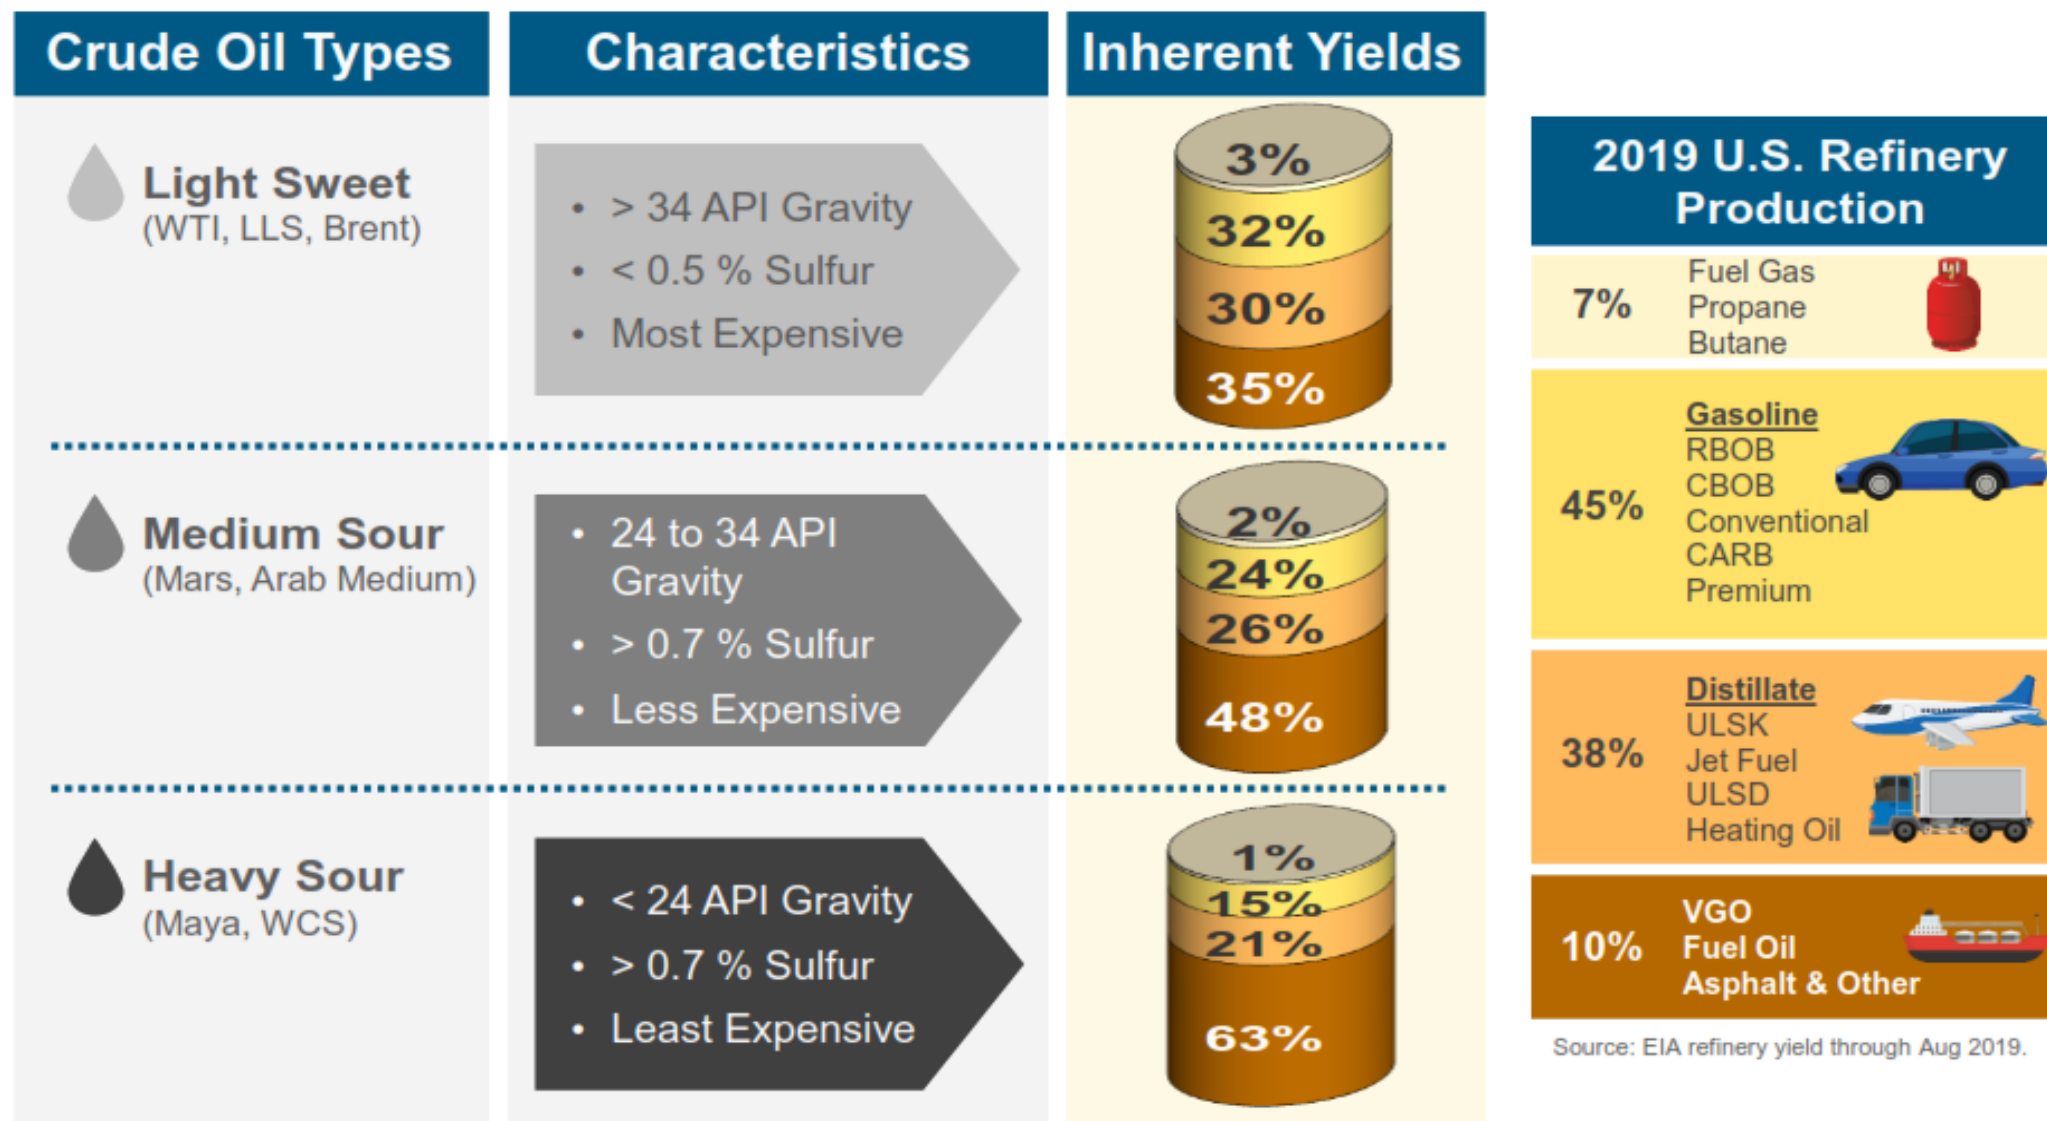 Crude Oil Types
Characteristics
Inherent Yields
Light Sweet
(WTI, LLS, Brent)
• > 34 API Gravity
• < 0.5 % Sulfur
• Most Expensive
3%
32%
30%
35%
Medium Sour
(Mars, Arab Medium)
• 24 to 34 API
Gravity
• > 0.7 % Sulfur
• Less Expensive
2%
24%
26%
48%
Heavy Sour
(Maya, WCS)
• < 24 API Gravity
• > 0.7 % Sulfur
• Least Expensive
1%
15%
21%
63%
2019 U.S. Refinery
Production
7%
Fuel Gas
Propane
Butane
45%
Gasoline
RBOB
CBOB
Conventional
CARB
Premium
38%
Distillate
ULSK
Jet Fuel
ULSD
Heating Oil
10%
VGO
Fuel Oil
Asphalt & Other
Source: EIA refinery yield through Aug 2019.